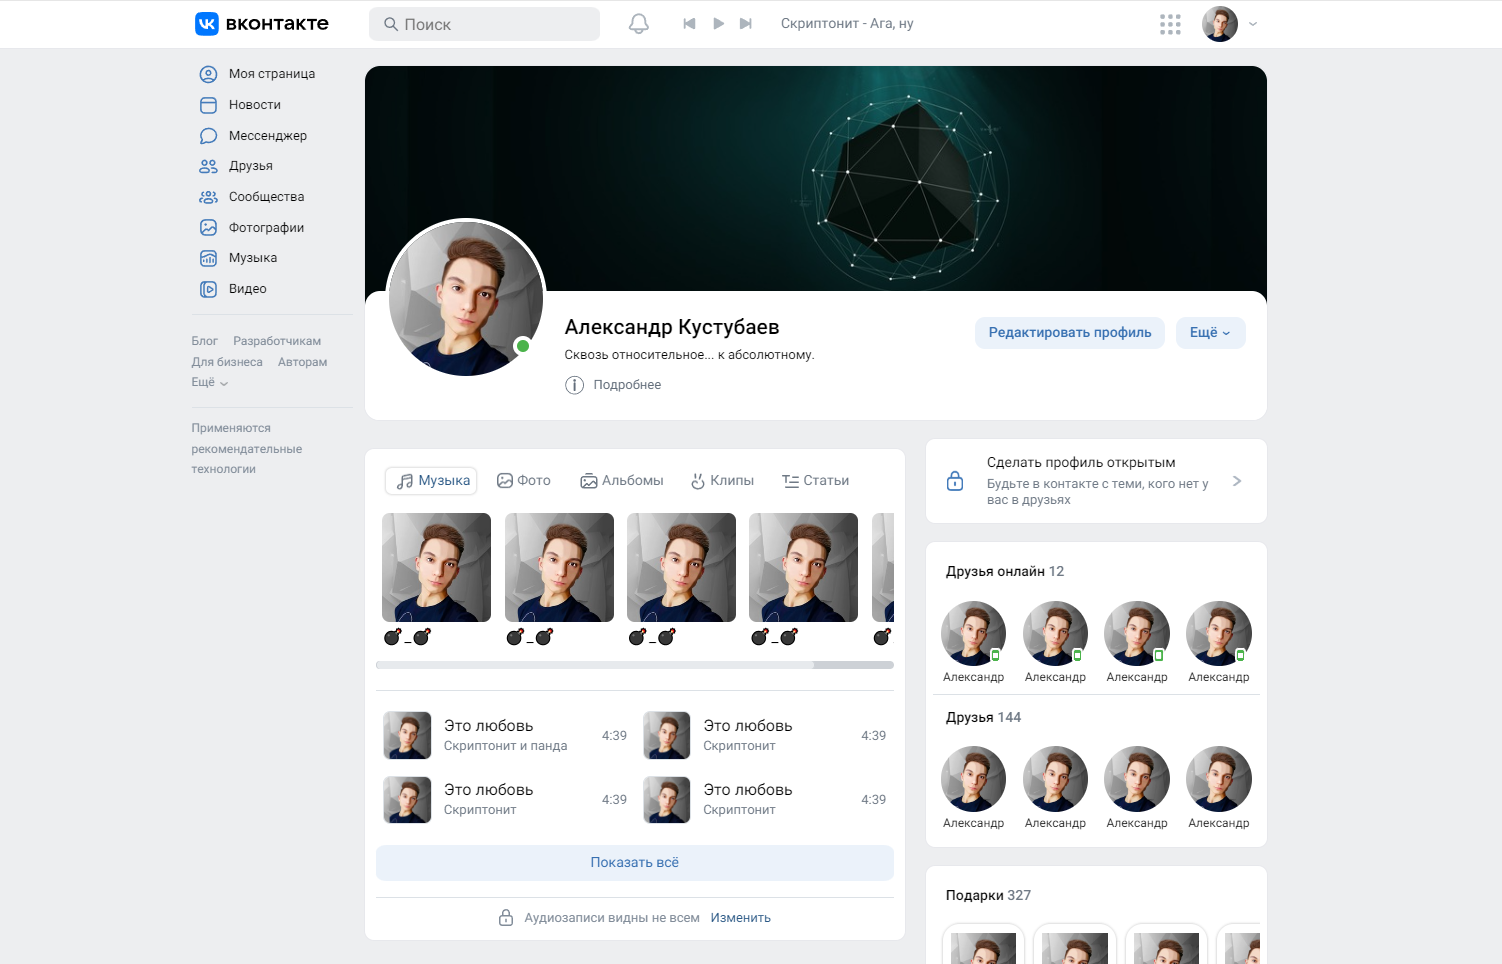 вконтакте
Поиск
Скриптонит - Ага, ну
Моя страница
Новости
Мессенджер
Друзья
Сообщества
Фотографии
Музыка
Видео
Блог Разработчикам
Для бизнеса Авторам
Ещё
Применяются
рекомендательные
технологии
Александр Кустубаев
Сквозь относительное... к абсолютному.
Подробнее
Редактировать профиль
Ещё
Музыка Фото Альбомы Клипы Статьи
💣_💣 💣_💣 💣_💣 💣_💣 💣
Это любовь
Скриптонит и панда
4:39
Это любовь
Скриптонит
4:39
Это любовь
Скриптонит
4:39
Это любовь
Скриптонит
4:39
Показать всё
Аудиозаписи видны не всем Изменить
Сделать профиль открытым
Будьте в контакте с теми, кого нет у
вас в друзьях
Друзья онлайн 12
Александр Александр Александр Александр
Друзья 144
Александр Александр Александр Александр
Подарки 327